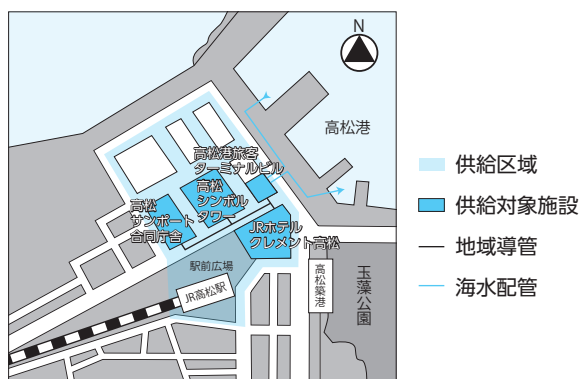 N
高松港
高松港旅客
ターミナルビル
高松
シンボル
タワー
高松
サンポート
合同庁舎
JRホテル
クレメント高松
駅前広場
JR高松駅
高松築港
玉藻公園
供給区域
供給対象施設
地域導管
海水配管